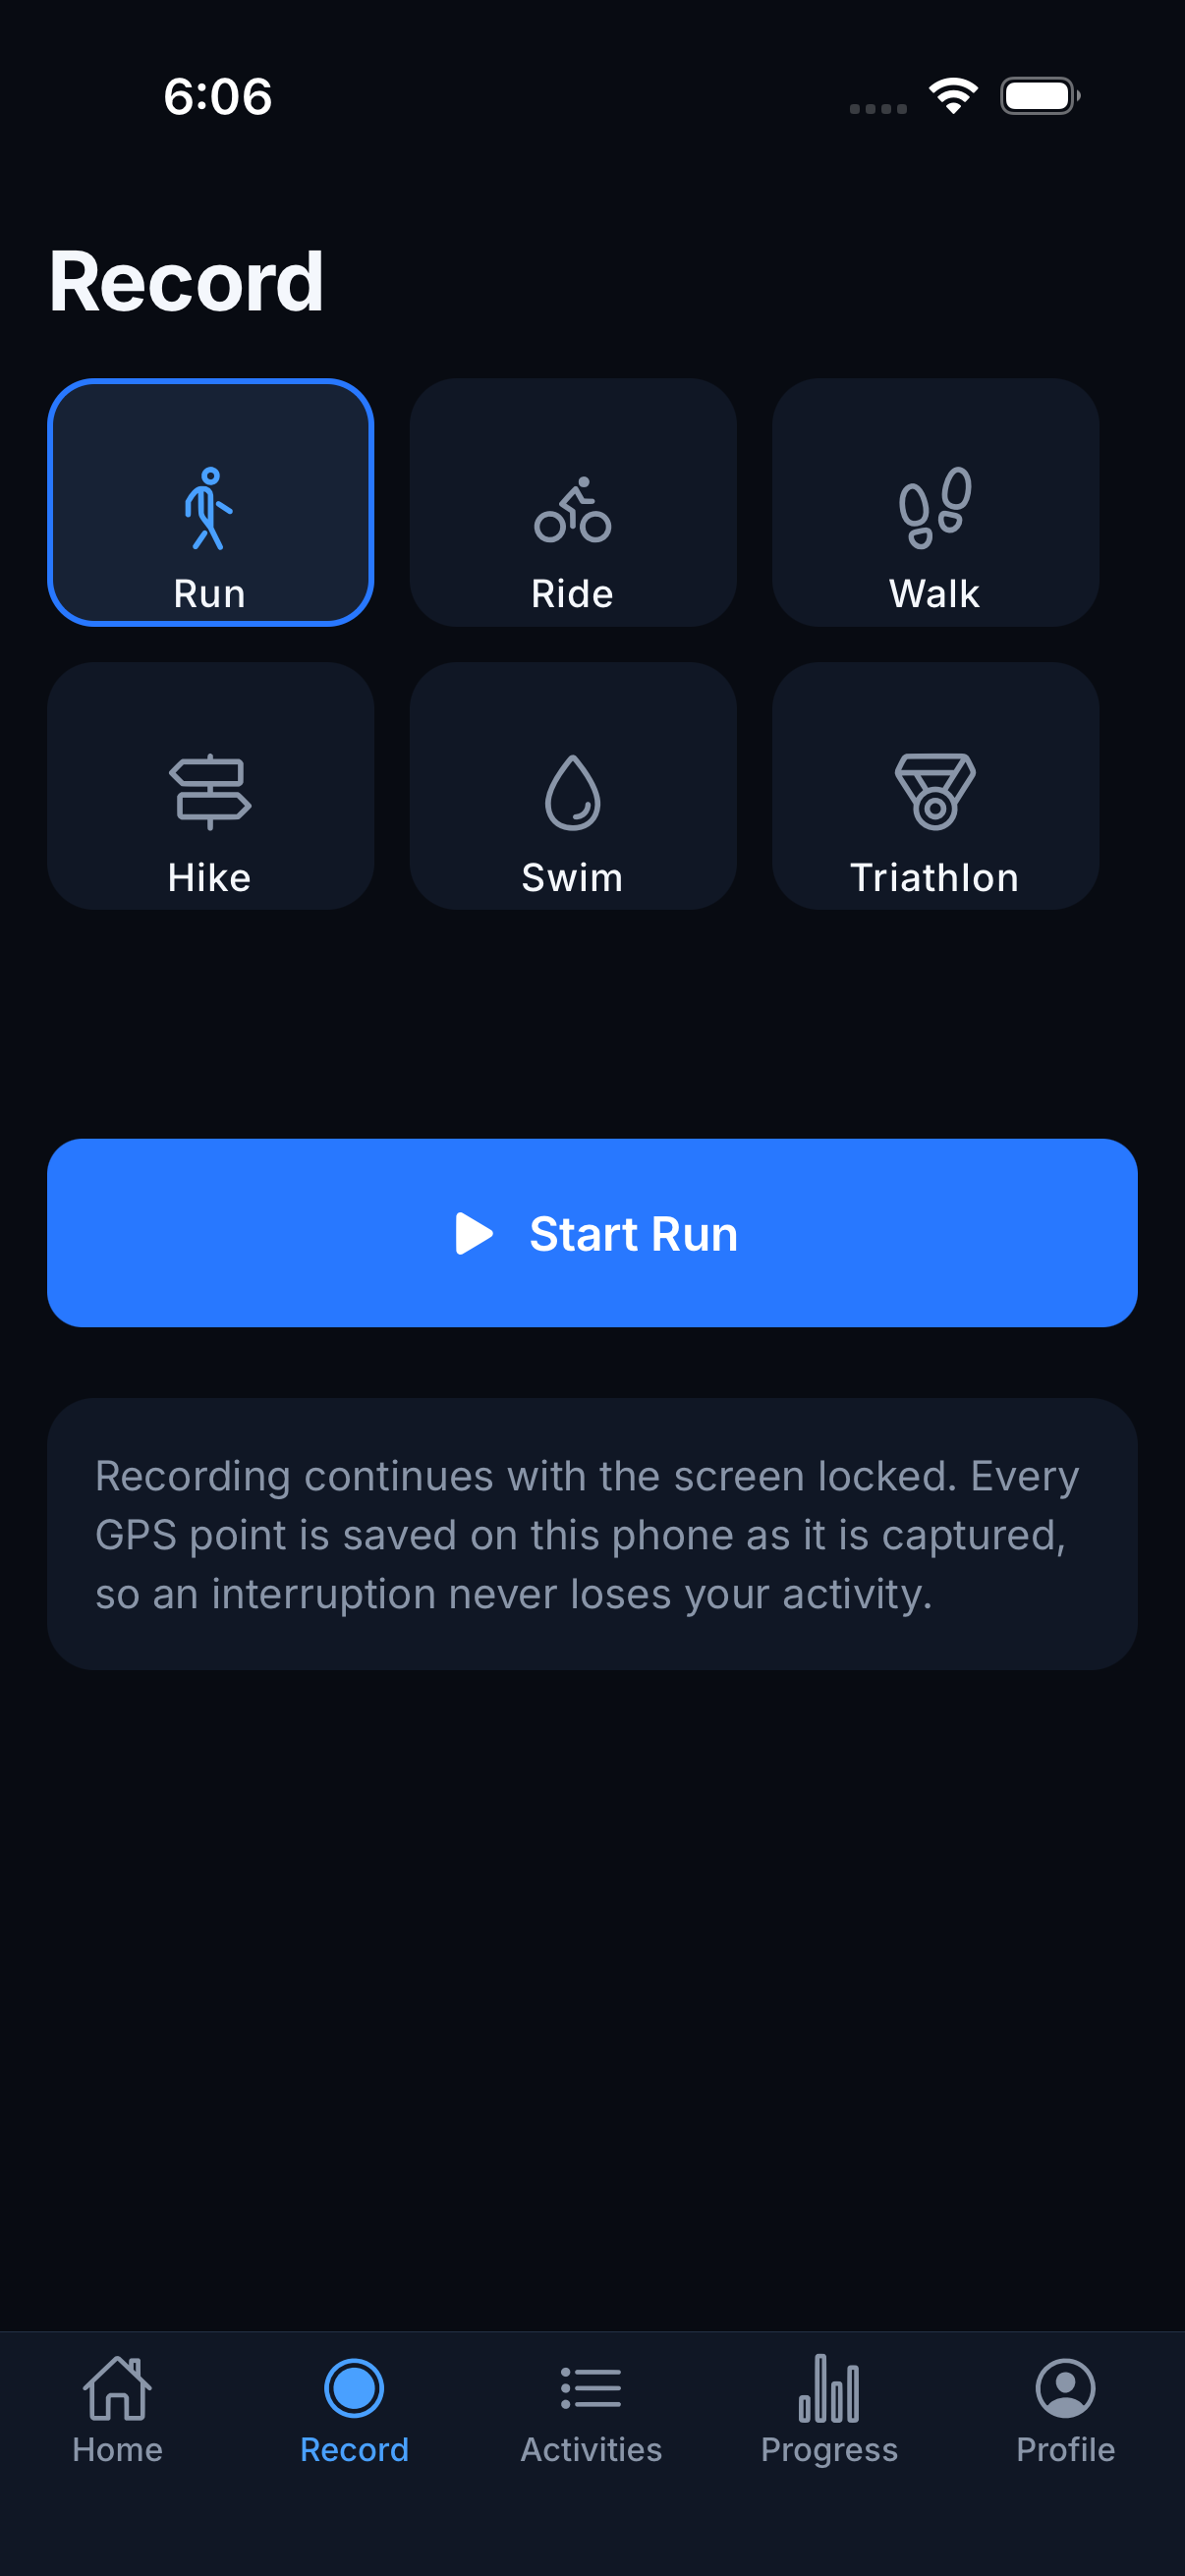 6:06
Record
Run
Ride
Walk
Hike
Swim
Triathlon
Start Run
Recording continues with the screen locked. Every
GPS point is saved on this phone as it is captured,
so an interruption never loses your activity.
Home
Record
Activities
Progress
Profile